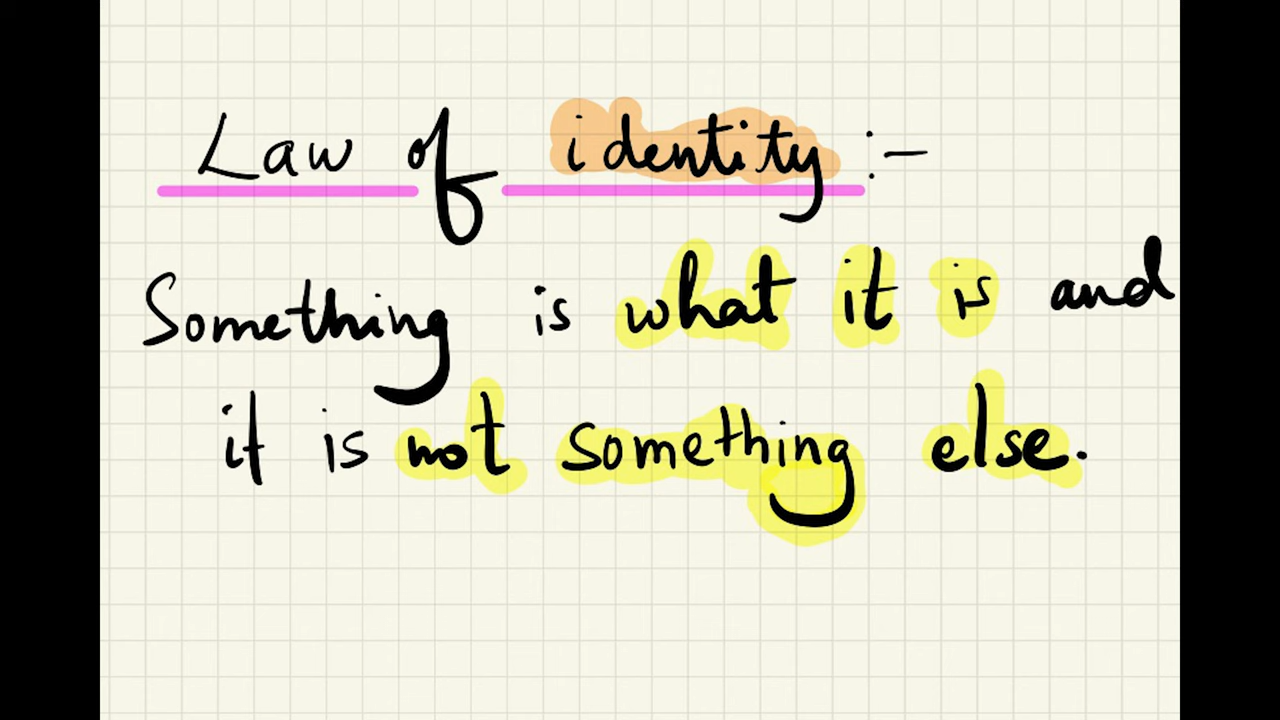 Law of identity :-
Something is what it is and
it is not something else.